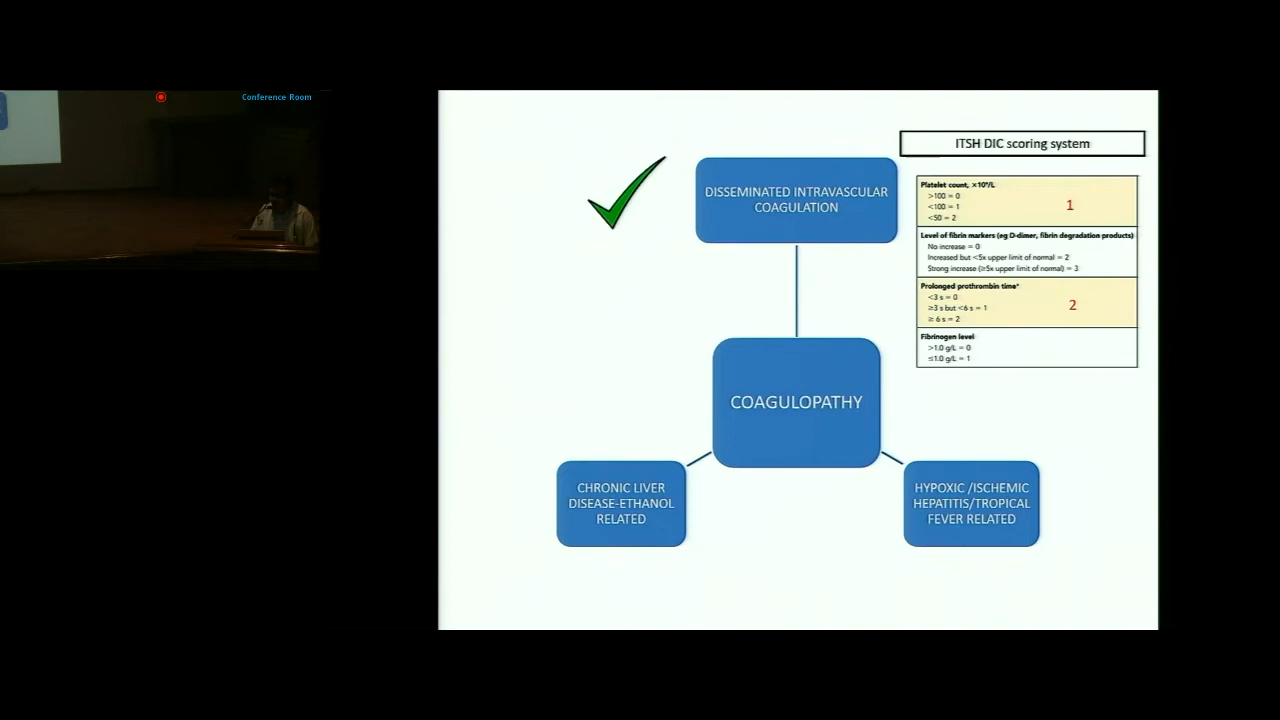 Conference Room
ITSH DIC scoring system
DISSEMINATED INTRAVASCULAR
COAGULATION
Platelet count, ×10⁹/L
>100 = 0
<100 = 1
<50 = 2
1
Level of fibrin markers (eg D-dimer, fibrin degradation products)
No increase = 0
Increased but <5x upper limit of normal = 2
Strong increase (≥5x upper limit of normal) = 3
Prolonged prothrombin time*
<3 s = 0
≥3 s but <6 s = 1
≥ 6 s = 2
2
Fibrinogen level
>1.0 g/L = 0
≤1.0 g/L = 1
COAGULOPATHY
CHRONIC LIVER
DISEASE-ETHANOL
RELATED
HYPOXIC /ISCHEMIC
HEPATITIS/TROPICAL
FEVER RELATED